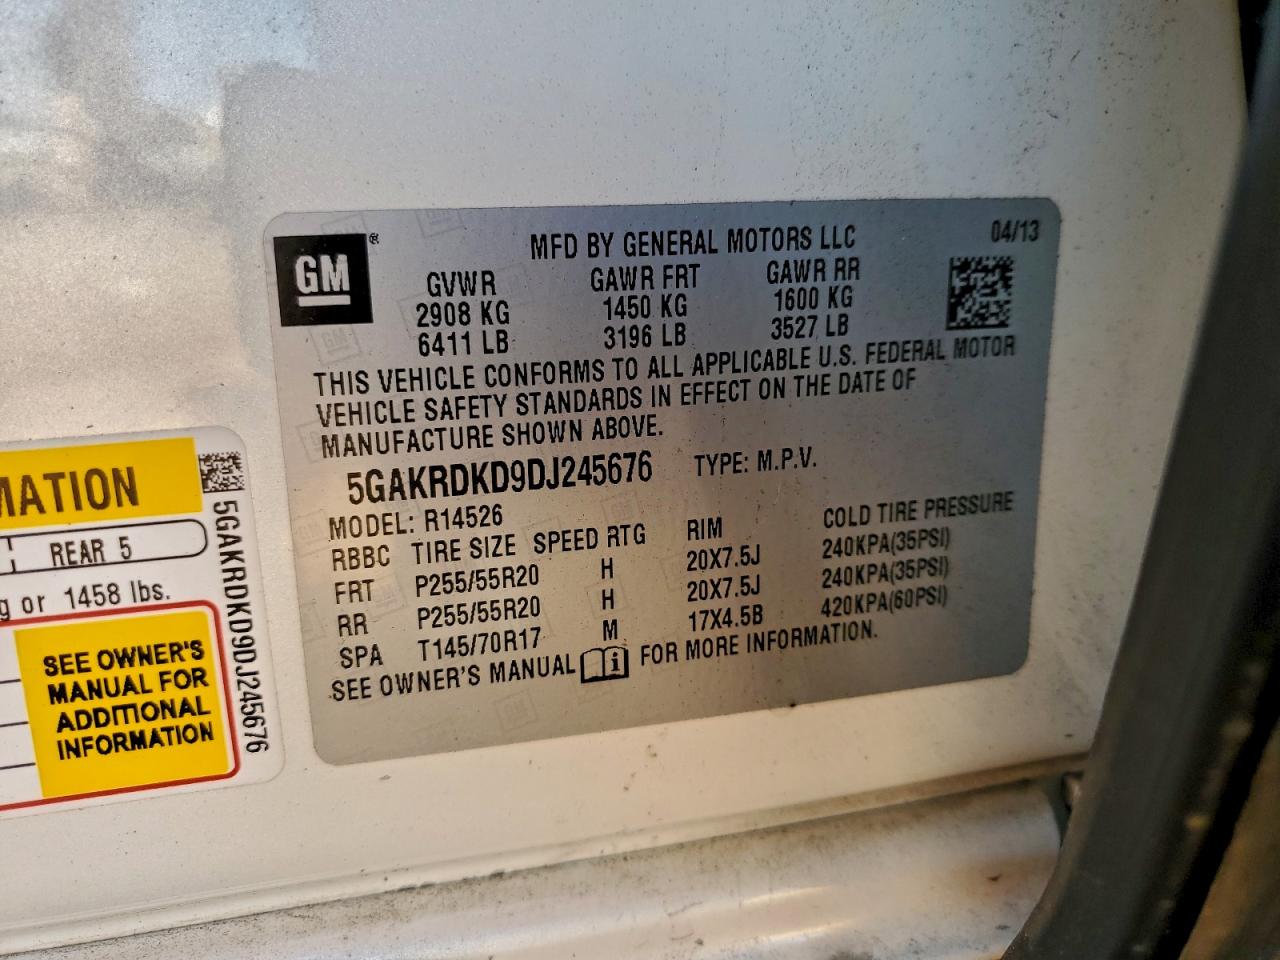 GM
®
MFD BY GENERAL MOTORS LLC
04/13
GVWR GAWR FRT GAWR RR
2908 KG 1450 KG 1600 KG
6411 LB 3196 LB 3527 LB
THIS VEHICLE CONFORMS TO ALL APPLICABLE U.S. FEDERAL MOTOR
VEHICLE SAFETY STANDARDS IN EFFECT ON THE DATE OF
MANUFACTURE SHOWN ABOVE.
5GAKRDKD9DJ245676 TYPE: M.P.V.
MODEL: R14526
RBBC TIRE SIZE SPEED RTG RIM COLD TIRE PRESSURE
FRT P255/55R20 H 20X7.5J 240KPA(35PSI)
RR P255/55R20 H 20X7.5J 240KPA(35PSI)
SPA T145/70R17 M 17X4.5B 420KPA(60PSI)
SEE OWNER'S MANUAL i FOR MORE INFORMATION.
MATION
REAR 5
g or 1458 lbs.
SEE OWNER'S
MANUAL FOR
ADDITIONAL
INFORMATION
5GAKRDKD9DJ245676